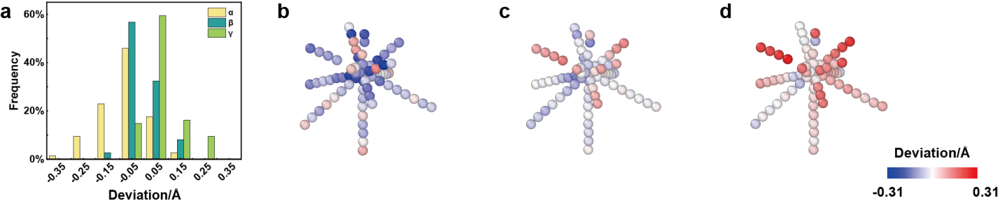 a
b
c
d
α
β
γ
60%
40%
20%
0%
Frequency
-0.35
-0.25
-0.15
-0.05
0.05
0.15
0.25
0.35
Deviation/Å
Deviation/Å
-0.31
0.31